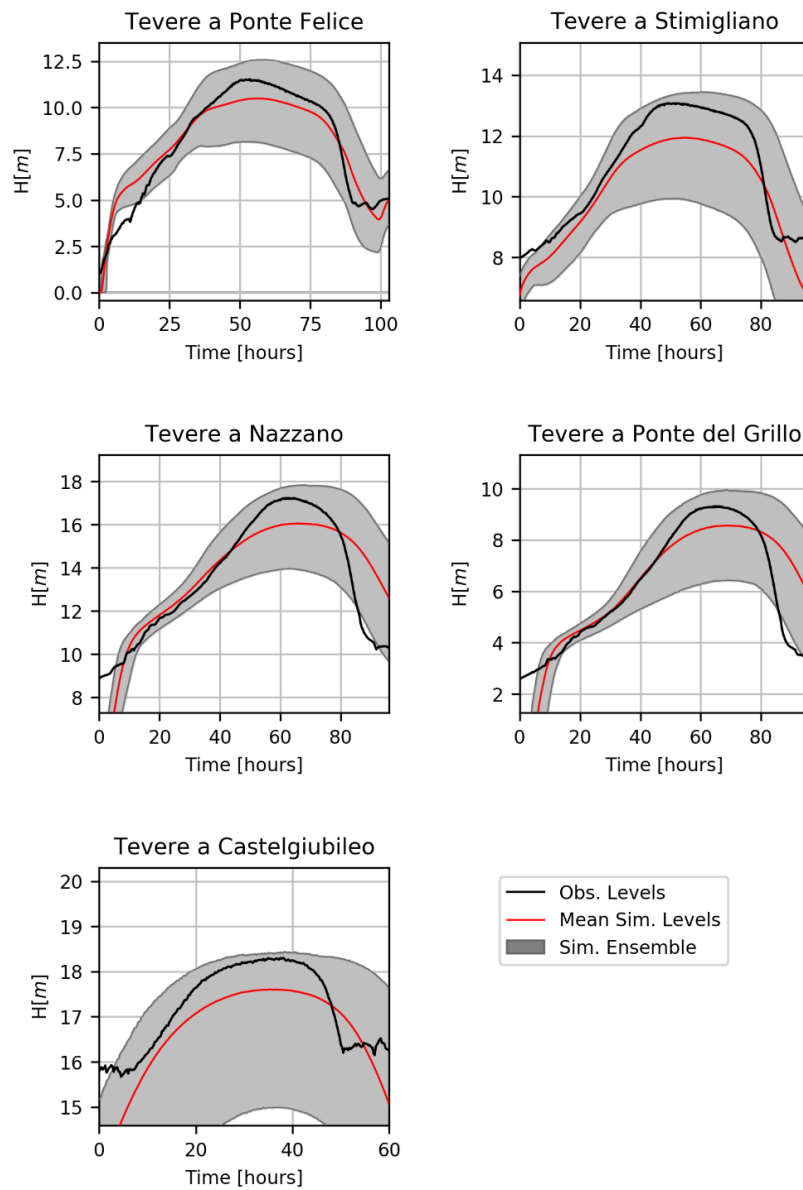 Tevere a Ponte Felice
12.5
10.0
7.5
5.0
2.5
0.0
H[m]
0 25 50 75 100
Time [hours]
Tevere a Stimigliano
14
12
10
8
H[m]
0 20 40 60 80
Time [hours]
Tevere a Nazzano
18
16
14
12
10
8
H[m]
0 20 40 60 80
Time [hours]
Tevere a Ponte del Grillo
10
8
6
4
2
H[m]
0 20 40 60 80
Time [hours]
Tevere a Castelgiubileo
20
19
18
17
16
15
H[m]
0 20 40 60
Time [hours]
Obs. Levels
Mean Sim. Levels
Sim. Ensemble